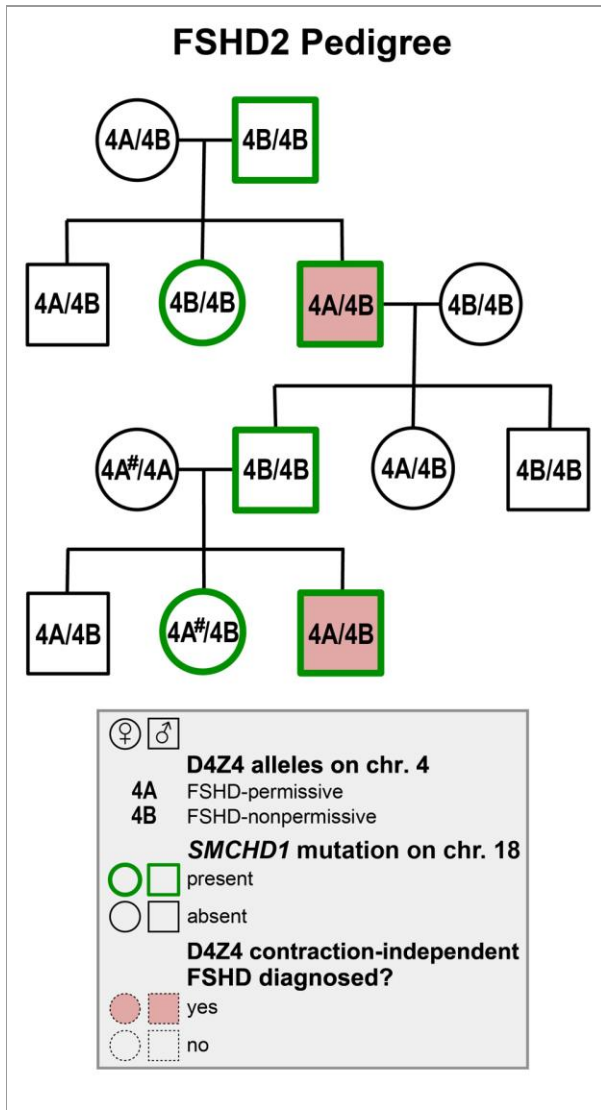 FSHD2 Pedigree
4A/4B
4B/4B
4A/4B
4B/4B
4A/4B
4B/4B
4A#/4A
4B/4B
4A/4B
4B/4B
4A/4B
4A#/4B
4A/4B
♀ ♂
D4Z4 alleles on chr. 4
4A FSHD-permissive
4B FSHD-nonpermissive
SMCHD1 mutation on chr. 18
present
absent
D4Z4 contraction-independent
FSHD diagnosed?
yes
no